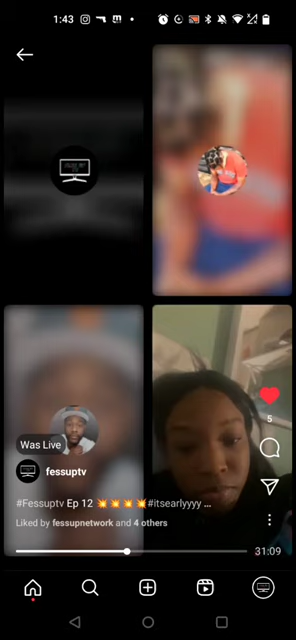 1:43
Was Live
fessuptv
#Fessuptv Ep 12 💥💥💥💥#itsearlyyyy ...
Liked by fessupnetwork and 4 others
5
31:09